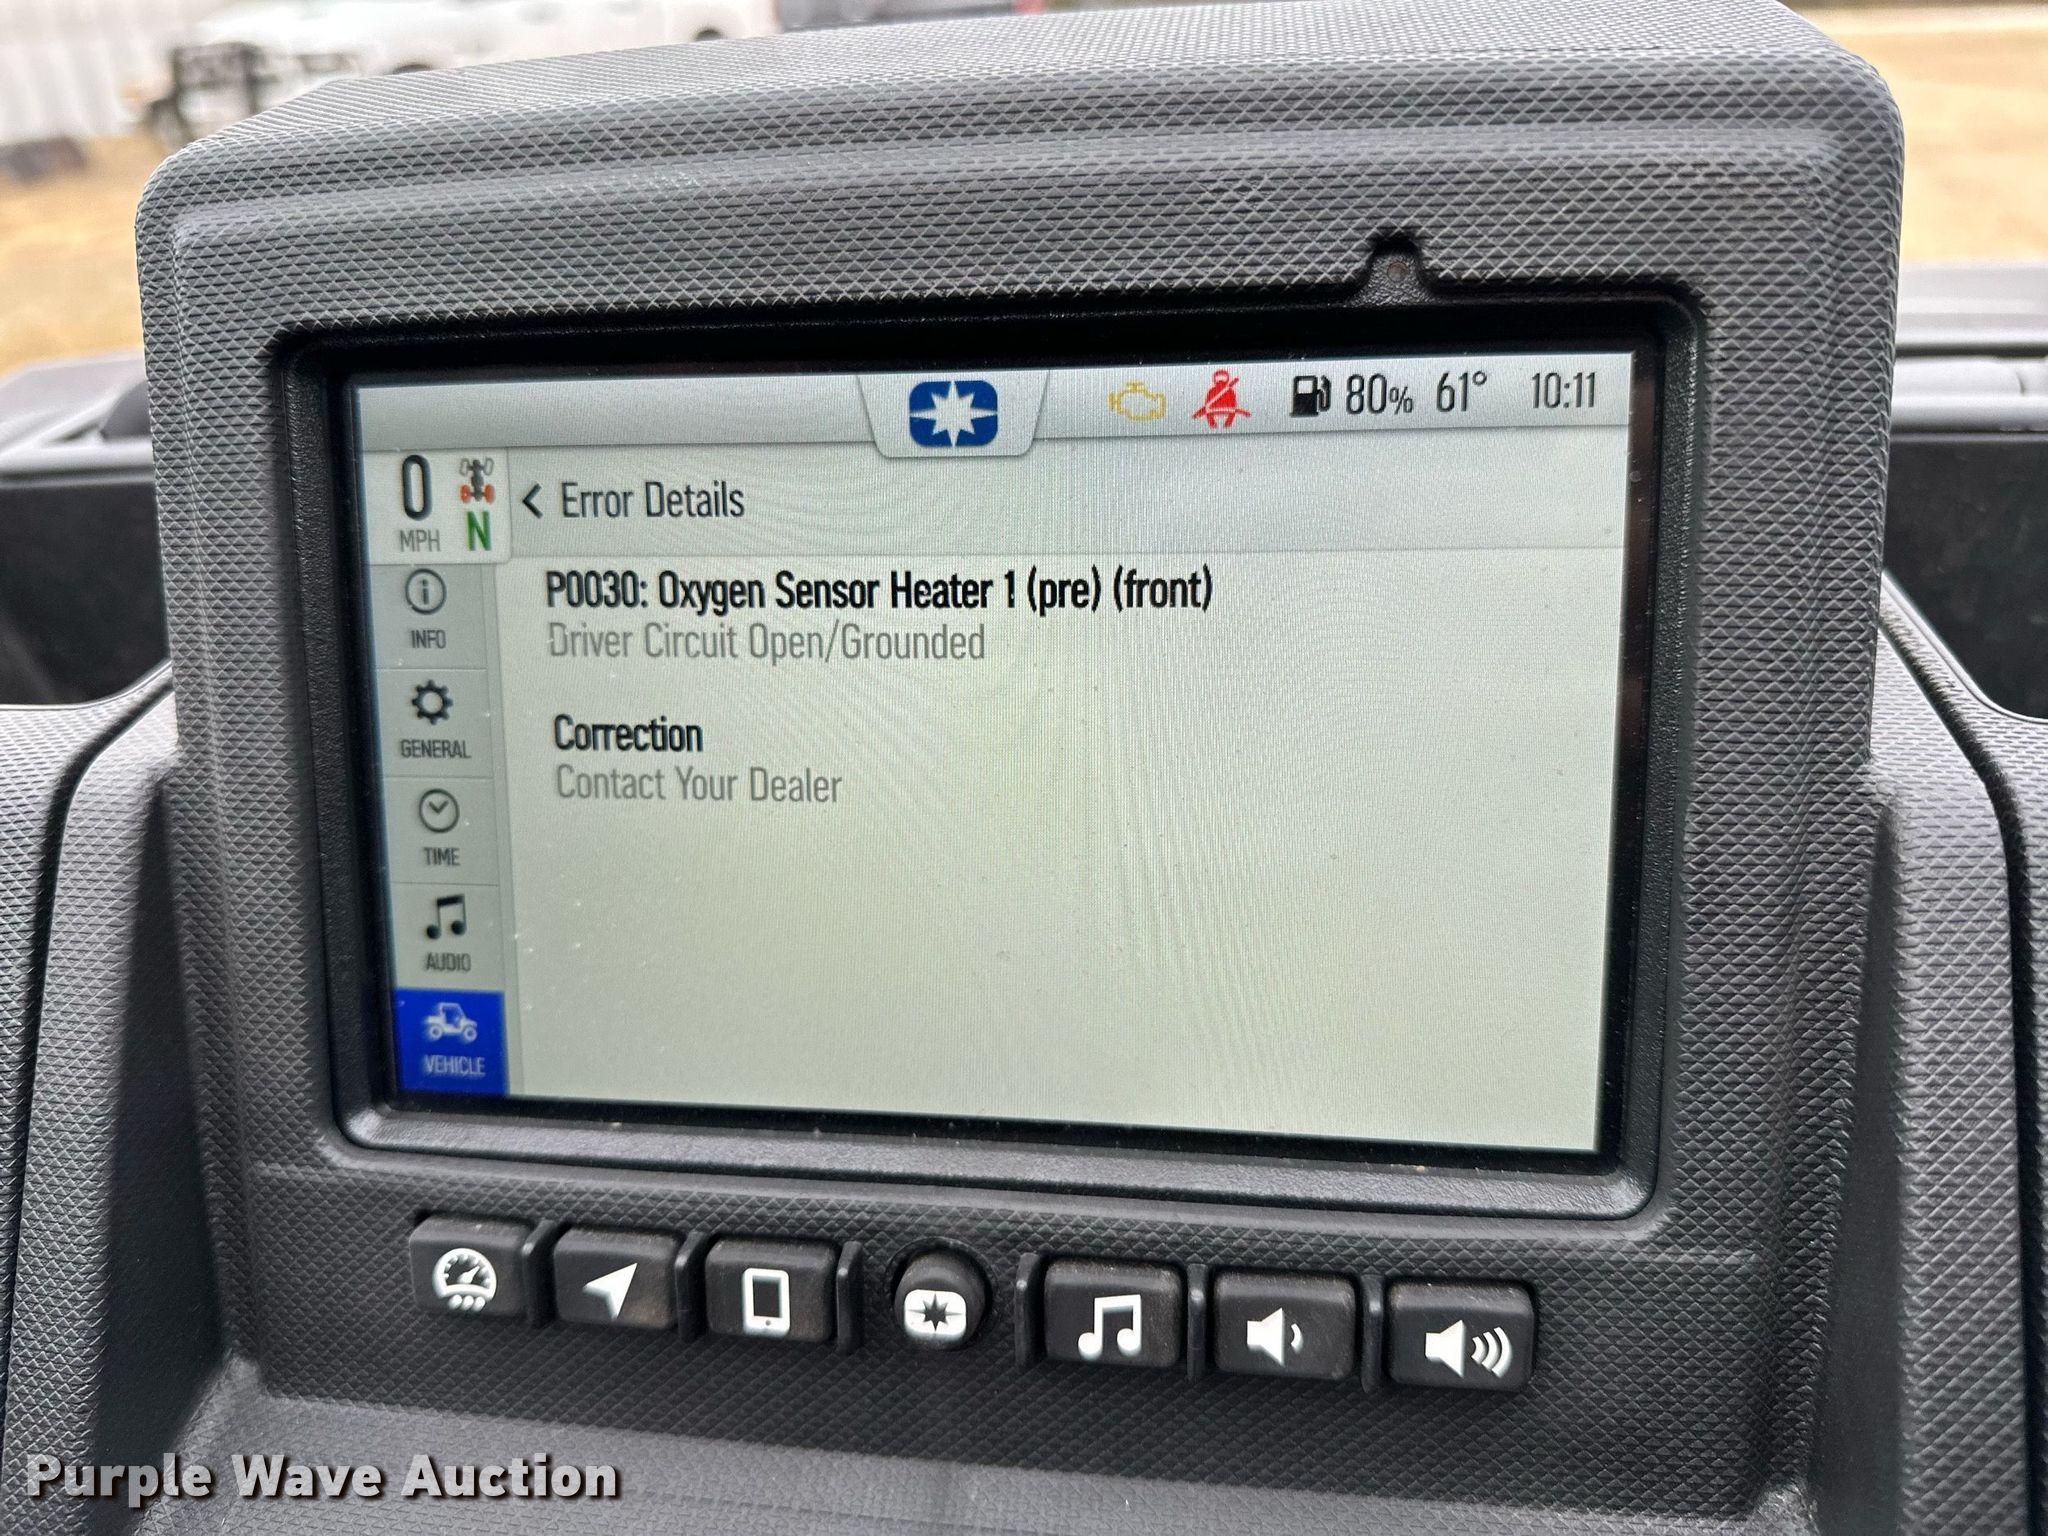 80% 61° 10:11
0
MPH N
< Error Details
P0030: Oxygen Sensor Heater 1 (pre) (front)
Driver Circuit Open/Grounded
Correction
Contact Your Dealer
INFO
GENERAL
TIME
AUDIO
VEHICLE
Purple Wave Auction